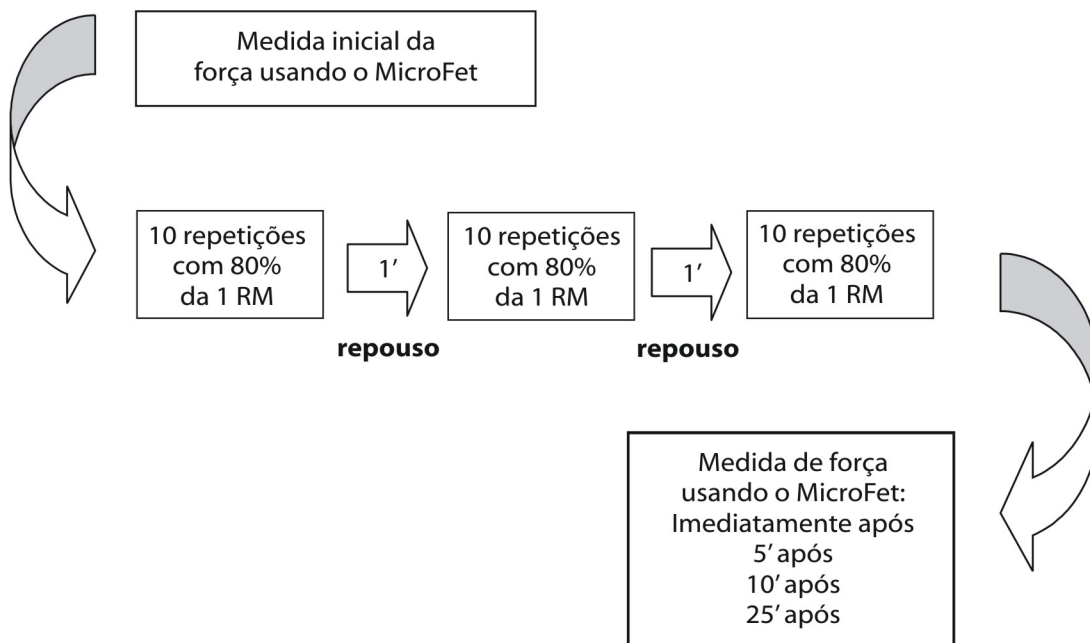 Medida inicial da
força usando o MicroFet
10 repetições
com 80%
da 1 RM
1’
repouso
10 repetições
com 80%
da 1 RM
1’
repouso
10 repetições
com 80%
da 1 RM
Medida de força
usando o MicroFet:
Imediatamente após
5’ após
10’ após
25’ após